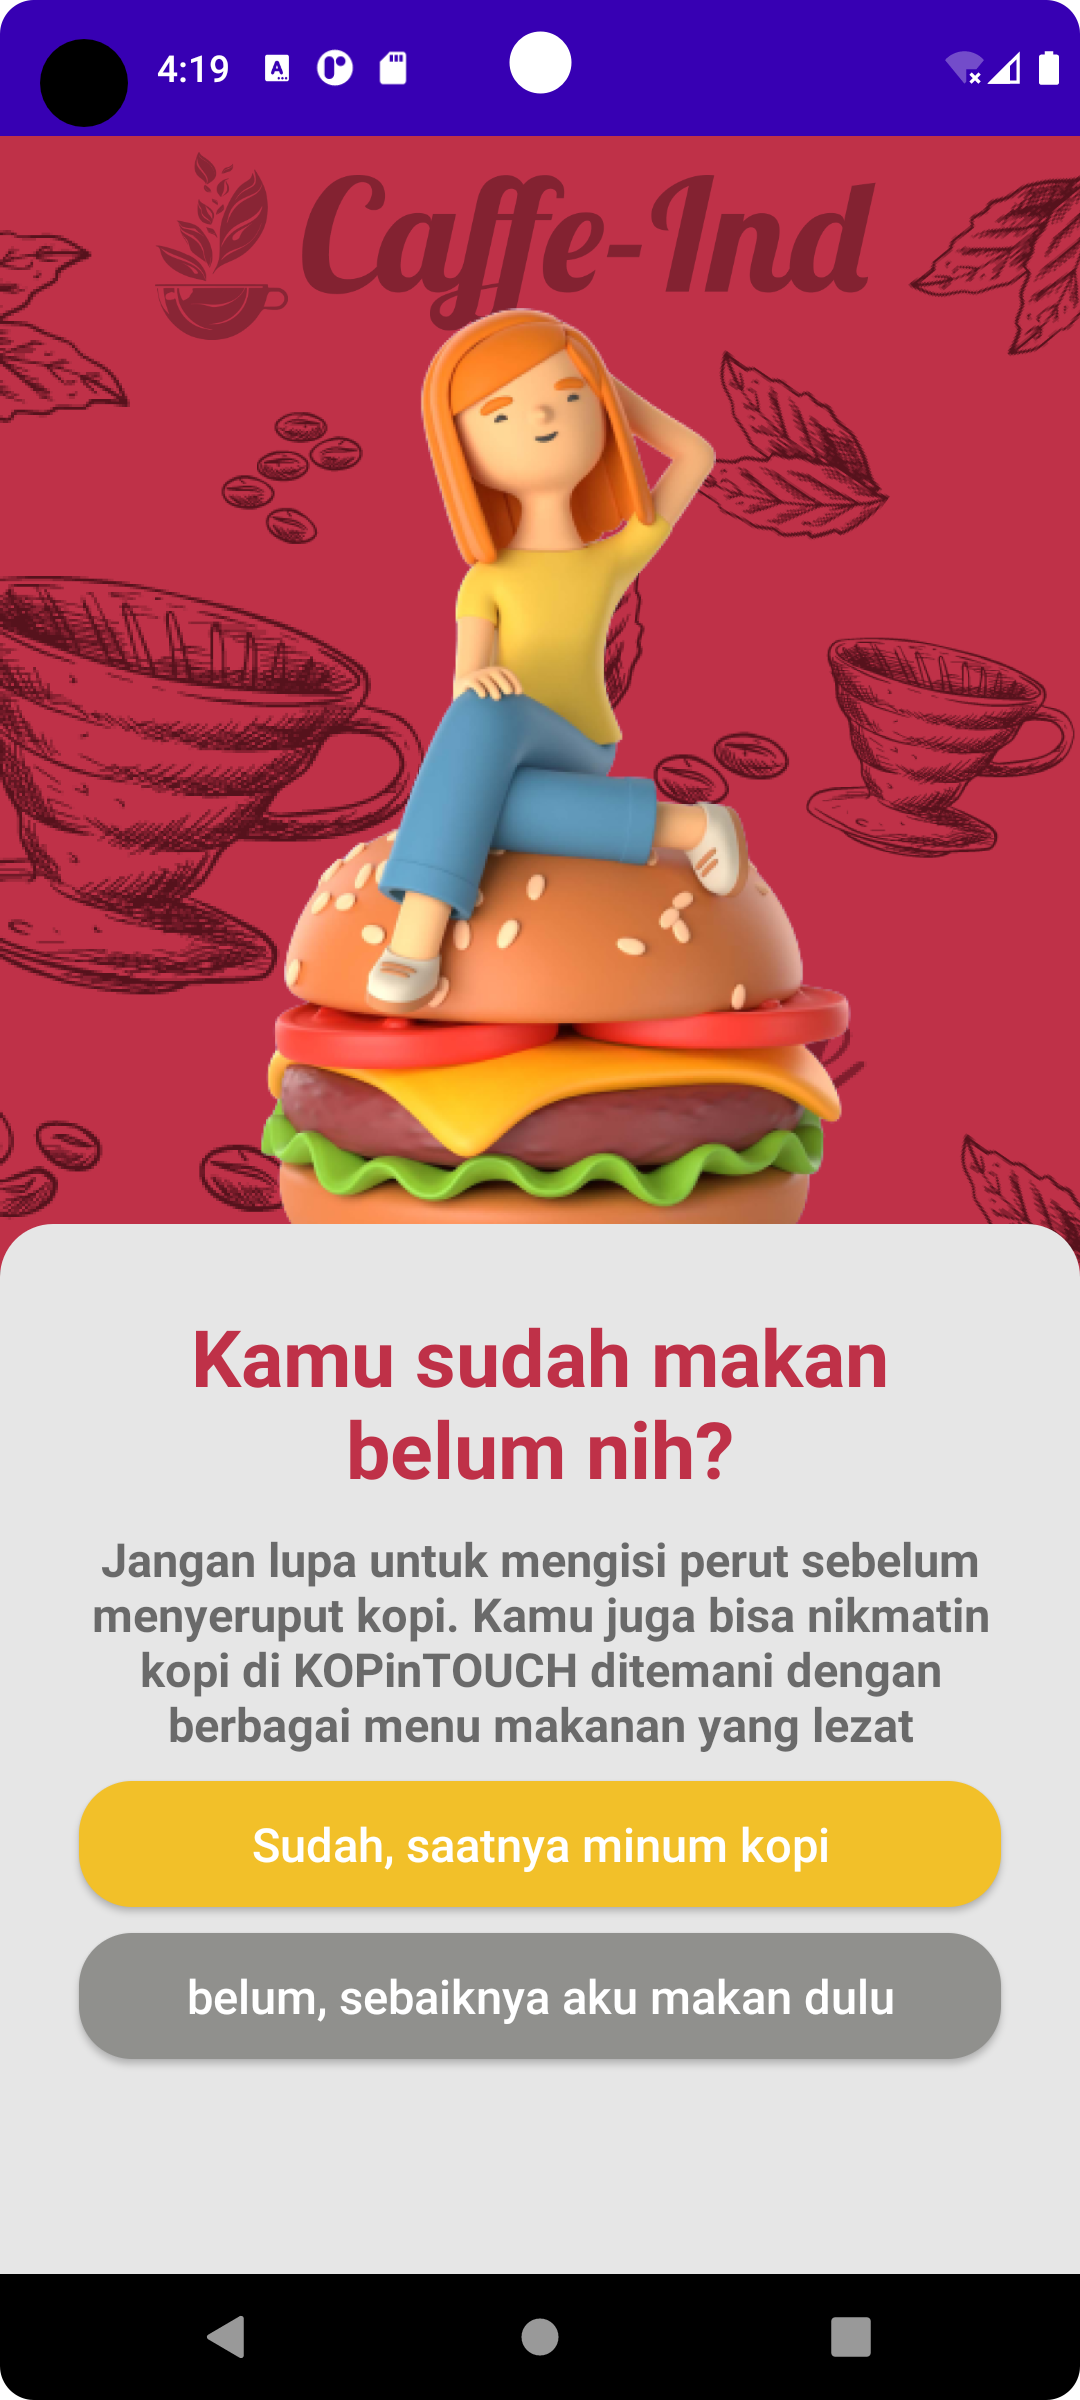 4:19
Caffe-Ind
Kamu sudah makan
belum nih?
Jangan lupa untuk mengisi perut sebelum
menyeruput kopi. Kamu juga bisa nikmatin
kopi di KOPinTOUCH ditemani dengan
berbagai menu makanan yang lezat
Sudah, saatnya minum kopi
belum, sebaiknya aku makan dulu